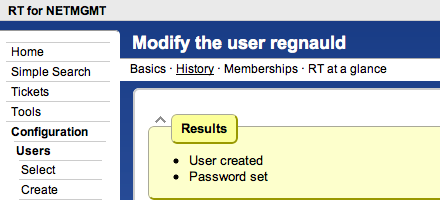 RT for NETMGMT
Modify the user regnauld
Basics · History · Memberships · RT at a glance
Home
Simple Search
Tickets
Tools
Configuration
Users
Select
Create
Results
• User created
• Password set